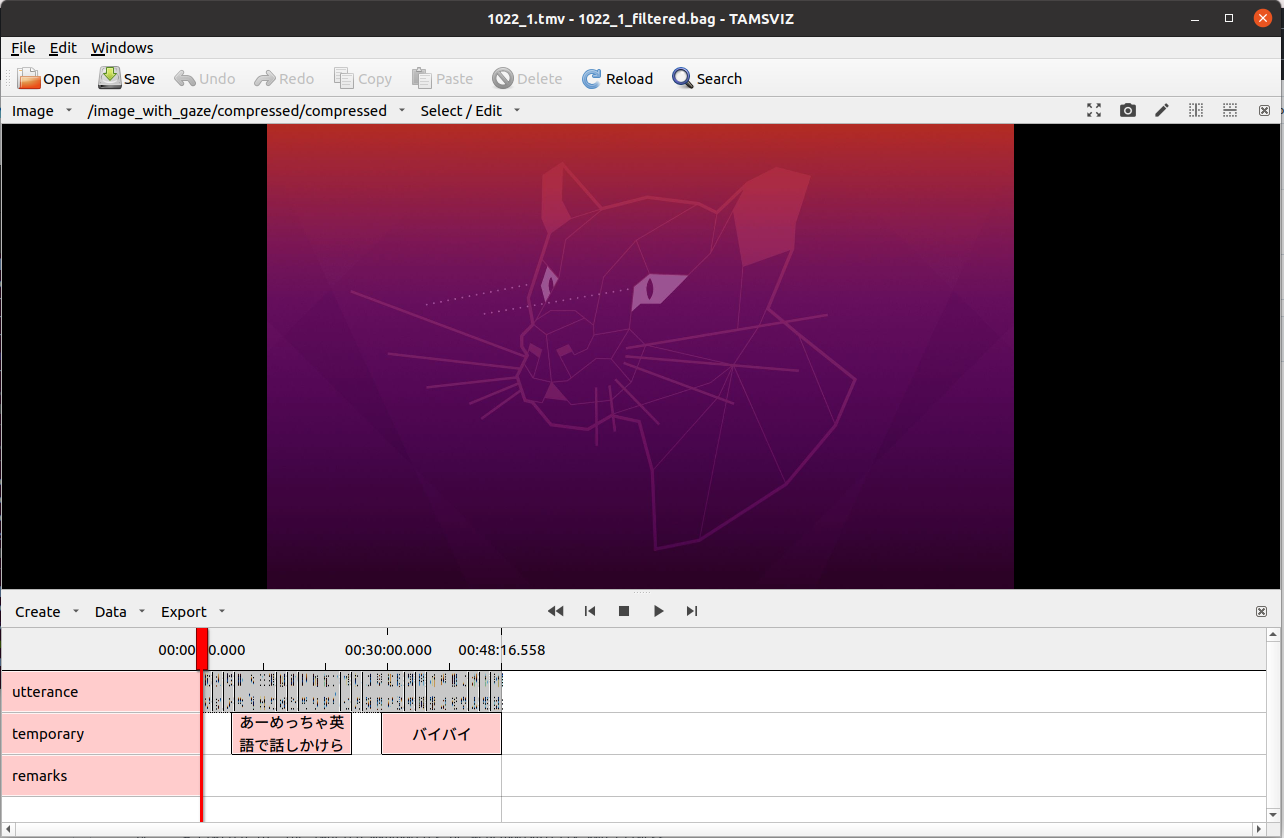 1022_1.tmv - 1022_1_filtered.bag - TAMSVIZ
File Edit Windows
Open Save Undo Redo Copy Paste Delete Reload Search
Image /image_with_gaze/compressed/compressed Select / Edit
Create Data Export
00:00:00.000 00:30:00.000 00:48:16.558
utterance
temporary
あーめっちゃ英
語で話しかけら
バイバイ
remarks